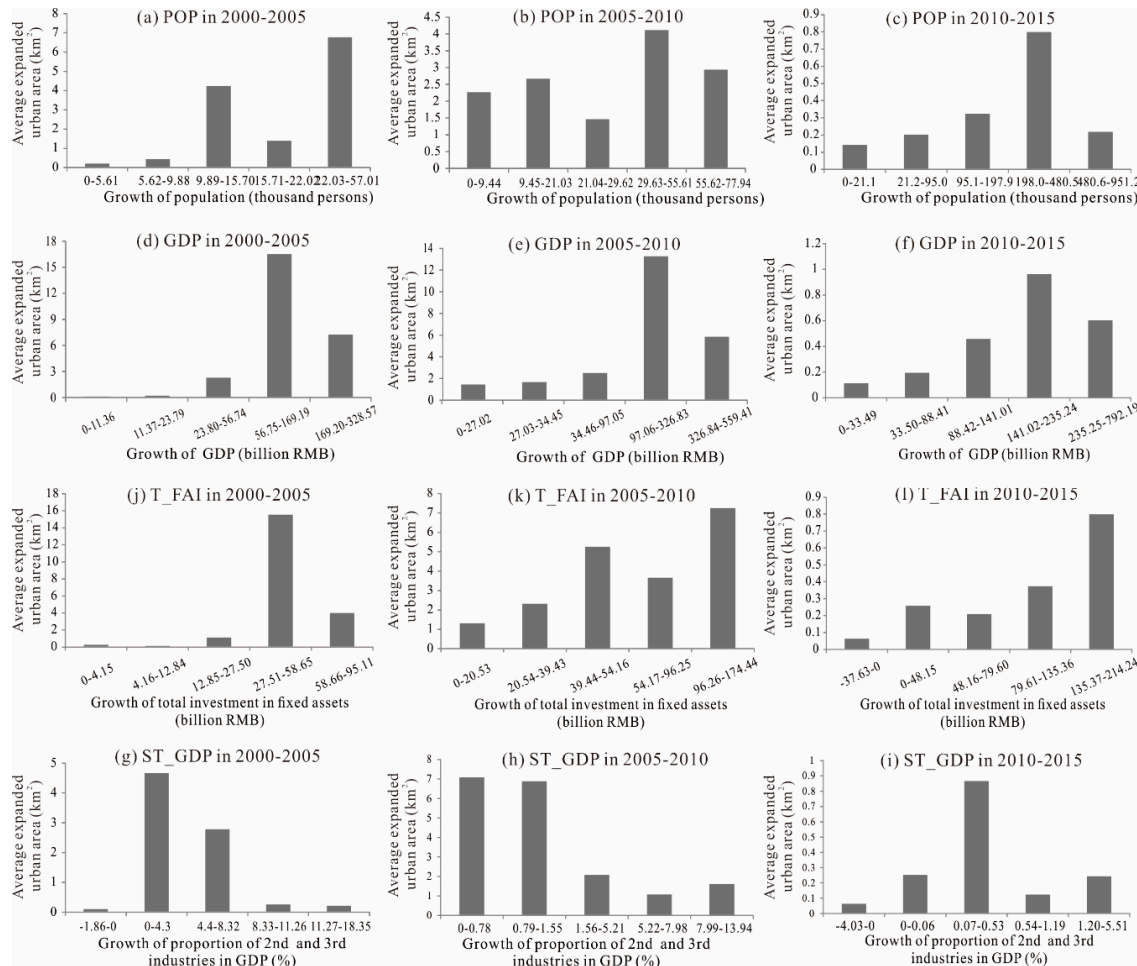 (a) POP in 2000-2005
Average expanded
urban area (km²)
8
7
6
5
4
3
2
1
0
0-5.61 5.62-9.88 9.89-15.70 15.71-22.02 22.03-57.01
Growth of population (thousand persons)
(b) POP in 2005-2010
Average expanded
urban area (km²)
4.5
4
3.5
3
2.5
2
1.5
1
0.5
0
0-9.44 9.45-21.03 21.04-29.62 29.63-55.61 55.62-77.94
Growth of population (thousand persons)
(c) POP in 2010-2015
Average expanded
urban area (km²)
0.9
0.8
0.7
0.6
0.5
0.4
0.3
0.2
0.1
0
0-21.1 21.2-95.0 95.1-197.9 198.0-480.5 480.6-951.2
Growth of population (thousand persons)
(d) GDP in 2000-2005
Average expanded
urban area (km²)
18
15
12
9
6
3
0
0-11.36 11.37-23.79 23.80-56.74 56.75-169.19 169.20-328.57
Growth of GDP (billion RMB)
(e) GDP in 2005-2010
Average expanded
urban area (km²)
14
12
10
8
6
4
2
0
0-27.02 27.03-34.45 34.46-97.05 97.06-326.83 326.84-559.41
Growth of GDP (billion RMB)
(f) GDP in 2010-2015
Average expanded
urban area (km²)
1.2
1
0.8
0.6
0.4
0.2
0
0-33.49 33.50-88.41 88.42-141.01 141.02-235.24 235.25-792.19
Growth of GDP (billion RMB)
(j) T_FAI in 2000-2005
Average expanded
urban area (km²)
18
16
14
12
10
8
6
4
2
0
0-4.15 4.16-12.84 12.85-27.50 27.51-58.65 58.66-95.11
Growth of total investment in fixed assets
(billion RMB)
(k) T_FAI in 2005-2010
Average expanded
urban area (km²)
8
7
6
5
4
3
2
1
0
0-20.53 20.54-39.43 39.44-54.16 54.17-96.25 96.26-174.44
Growth of total investment in fixed assets
(billion RMB)
(l) T_FAI in 2010-2015
Average expanded
urban area (km²)
0.9
0.8
0.7
0.6
0.5
0.4
0.3
0.2
0.1
0
-37.63-0 0-48.15 48.16-79.60 79.61-135.36 135.37-214.24
Growth of total investment in fixed assets
(billion RMB)
(g) ST_GDP in 2000-2005
Average expanded
urban area (km²)
5
4
3
2
1
0
-1.86-0 0-4.3 4.4-8.32 8.33-11.26 11.27-18.35
Growth of proportion of 2nd and 3rd
industries in GDP (%)
(h) ST_GDP in 2005-2010
Average expanded
urban area (km²)
8
7
6
5
4
3
2
1
0
0-0.78 0.79-1.55 1.56-5.21 5.22-7.98 7.99-13.94
Growth of proportion of 2nd and 3rd
industries in GDP (%)
(i) ST_GDP in 2010-2015
Average expanded
urban area (km²)
1
0.9
0.8
0.7
0.6
0.5
0.4
0.3
0.2
0.1
0
-4.03-0 0-0.06 0.07-0.53 0.54-1.19 1.20-5.51
Growth of proportion of 2nd and 3rd
industries in GDP (%)